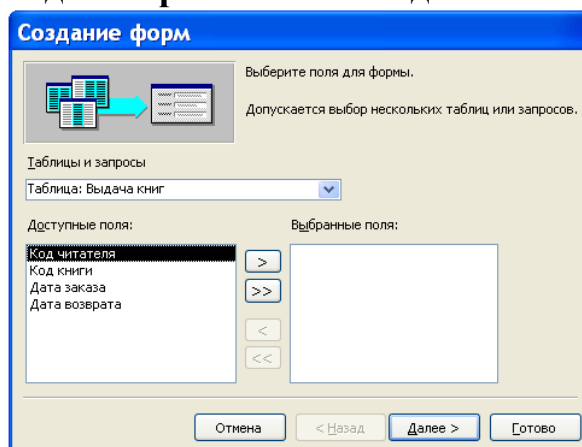 Создание форм
Выберите поля для формы.
Допускается выбор нескольких таблиц или запросов.
Таблицы и запросы
Таблица: Выдача книг
Доступные поля:
Выбранные поля:
Код читателя
Код книги
Дата заказа
Дата возврата
>
>>
<
<<
Отмена
< Назад
Далее >
Готово